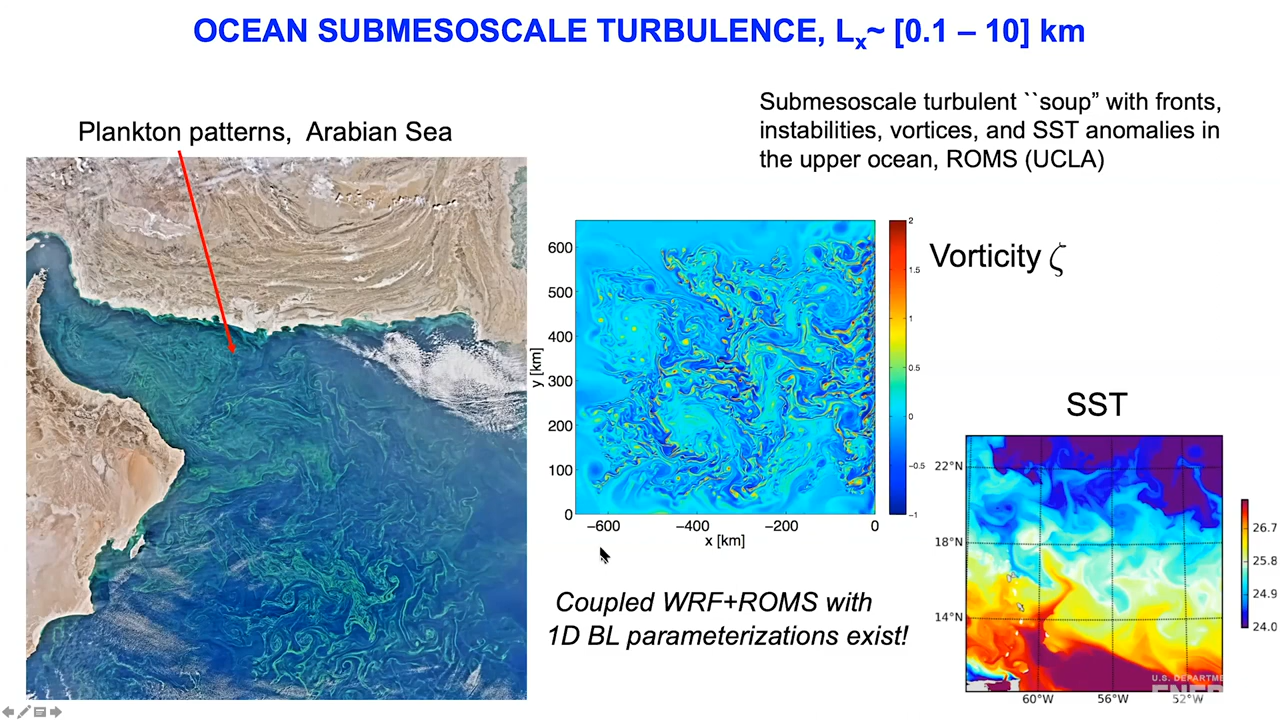 OCEAN SUBMESOSCALE TURBULENCE, Lx~ [0.1 – 10] km
Submesoscale turbulent ``soup” with fronts,
instabilities, vortices, and SST anomalies in
the upper ocean, ROMS (UCLA)
Plankton patterns, Arabian Sea
Vorticity ζ
y [km]
600
500
400
300
200
100
0
−600 −400 −200 0
x [km]
2
1.5
1
0.5
0
−0.5
−1
SST
22°N
18°N
14°N
60°W 56°W 52°W
26.7
25.8
24.9
24.0
Coupled WRF+ROMS with
1D BL parameterizations exist!
U.S. DEPARTME
ENER